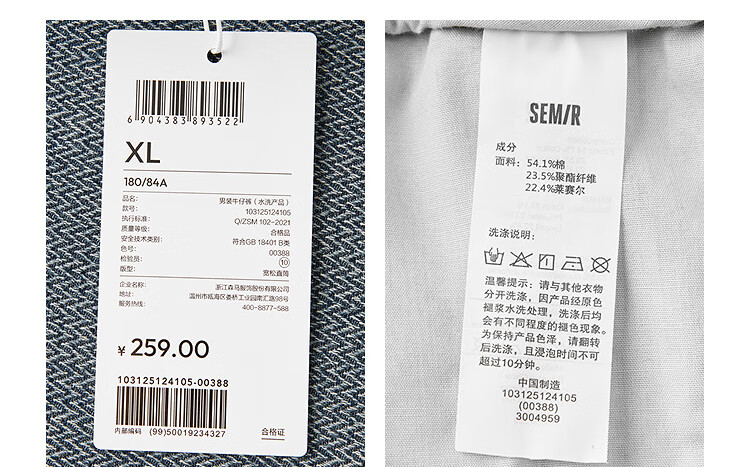 6904383893522
XL
180/84A
品名: 男装牛仔裤（水洗产品）
款号: 103125124105
执行标准: Q/ZSM 102-2021
质量等级: 合格品
安全技术类别: 符合GB 18401 B类
色号: 00388
检验员: 10
版型: 宽松直筒
企业名称: 浙江森马服饰股份有限公司
地址: 温州市瓯海区娄桥工业园南汇路98号
服务热线: 400-8877-588
¥ 259.00
103125124105-00388
内部编码 (99)50019234327 合格证
SEMIR
成分
面料: 54.1%棉
23.5%聚酯纤维
22.4%莱赛尔
洗涤说明:
温馨提示: 请与其他衣物
分开洗涤, 因产品经原色
褪浆水洗处理, 洗涤后均
会有不同程度的褪色现象。
为保持产品色泽, 请翻转
后洗涤, 且浸泡时间不可
超过10分钟。
中国制造
103125124105
(00388)
3004959